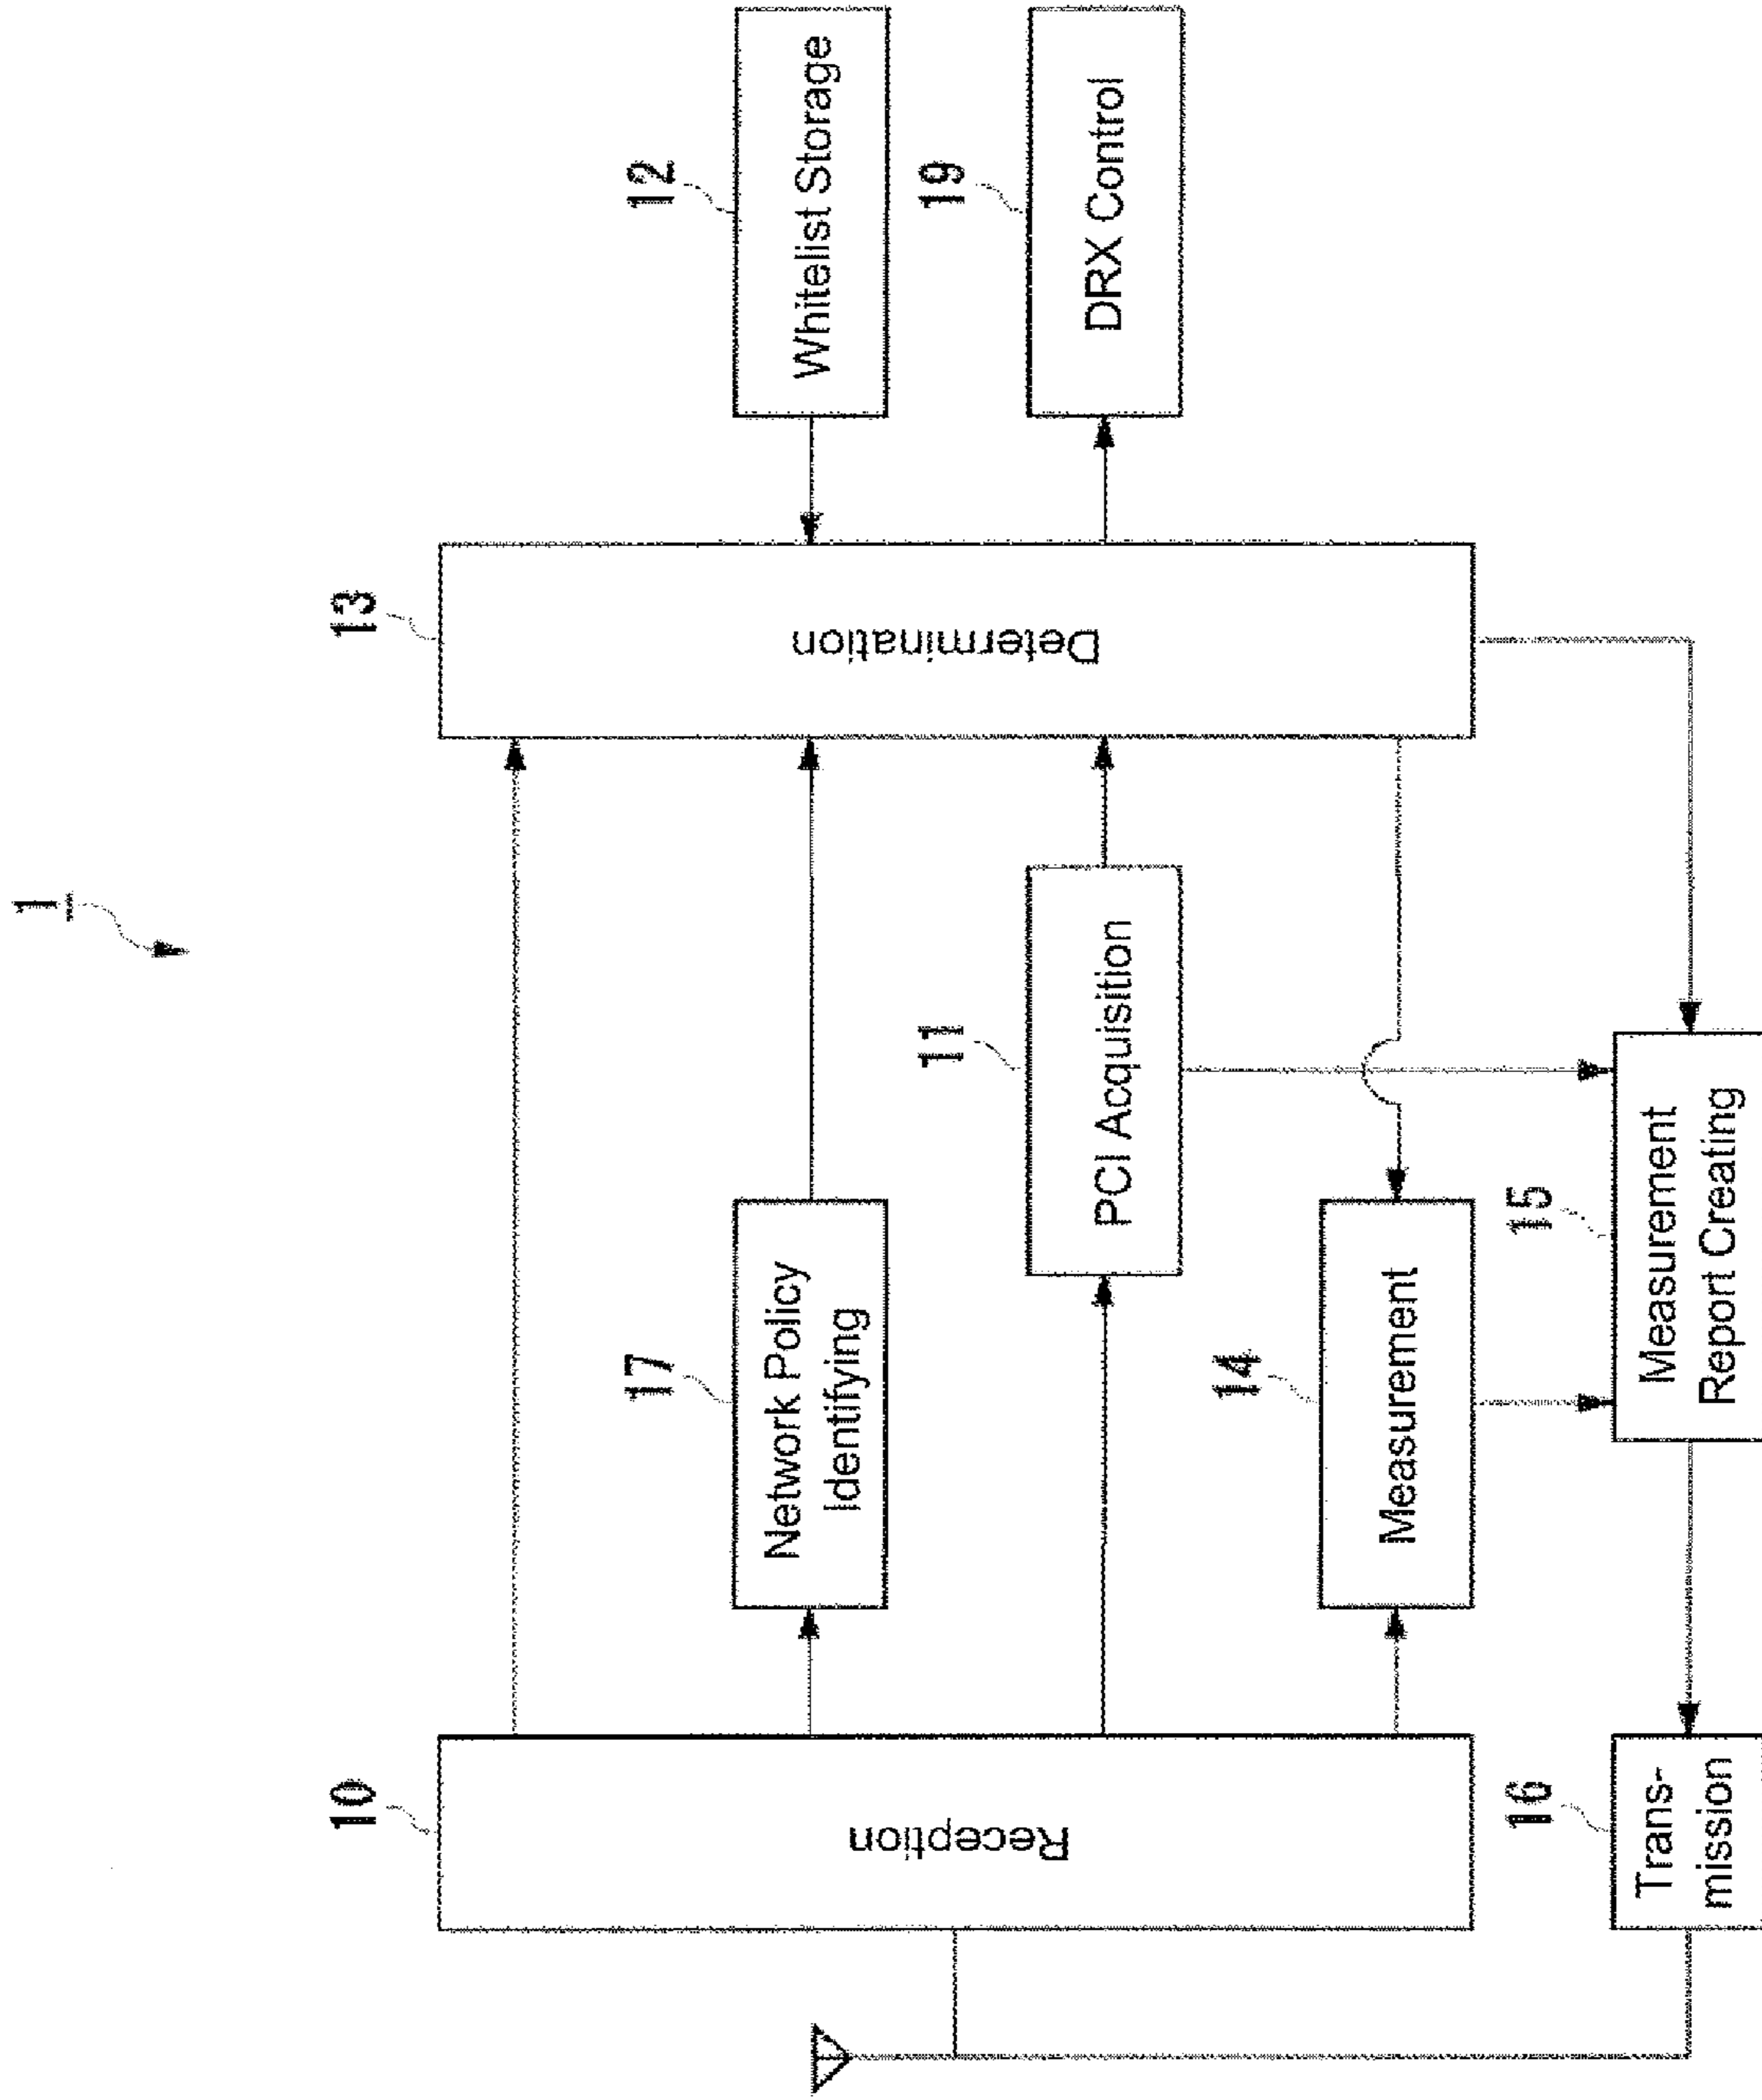 1
10
Reception
17
Network Policy
Identifying
11
PCI Acquisition
14
Measurement
13
Determination
12
Whitelist Storage
19
DRX Control
16
Trans-
mission
15
Measurement
Report Creating